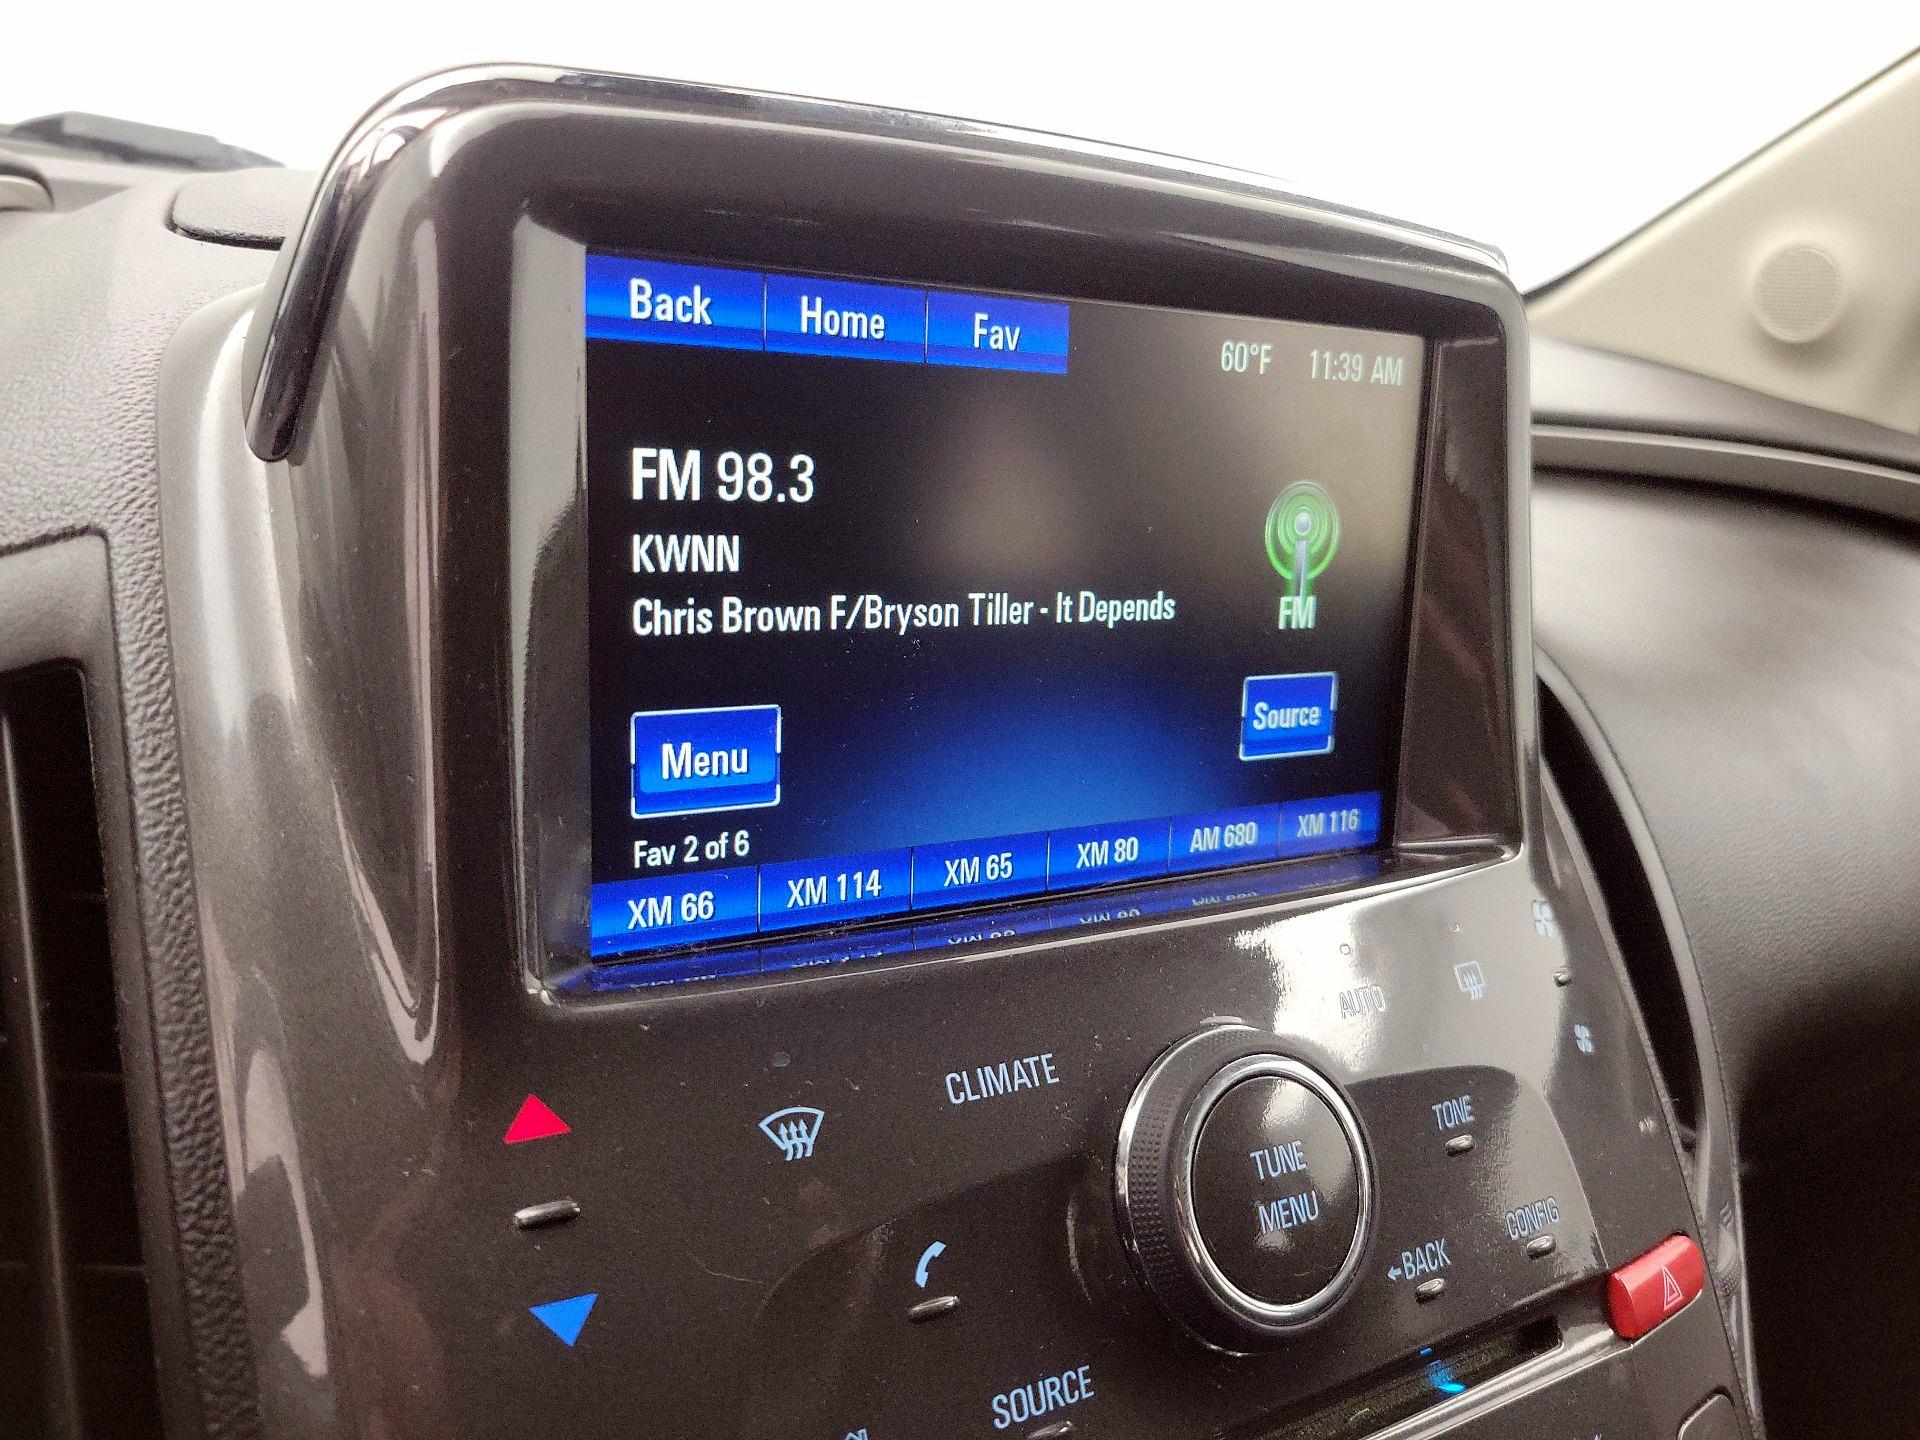 Back Home Fav
60°F 11:39 AM
FM 98.3
KWNN
Chris Brown F/Bryson Tiller - It Depends
FM
Menu
Source
Fav 2 of 6
XM 66 XM 114 XM 65 XM 80 AM 680 XM 116
AUTO
CLIMATE
TUNE
MENU
TONE
CONFIG
←BACK
SOURCE